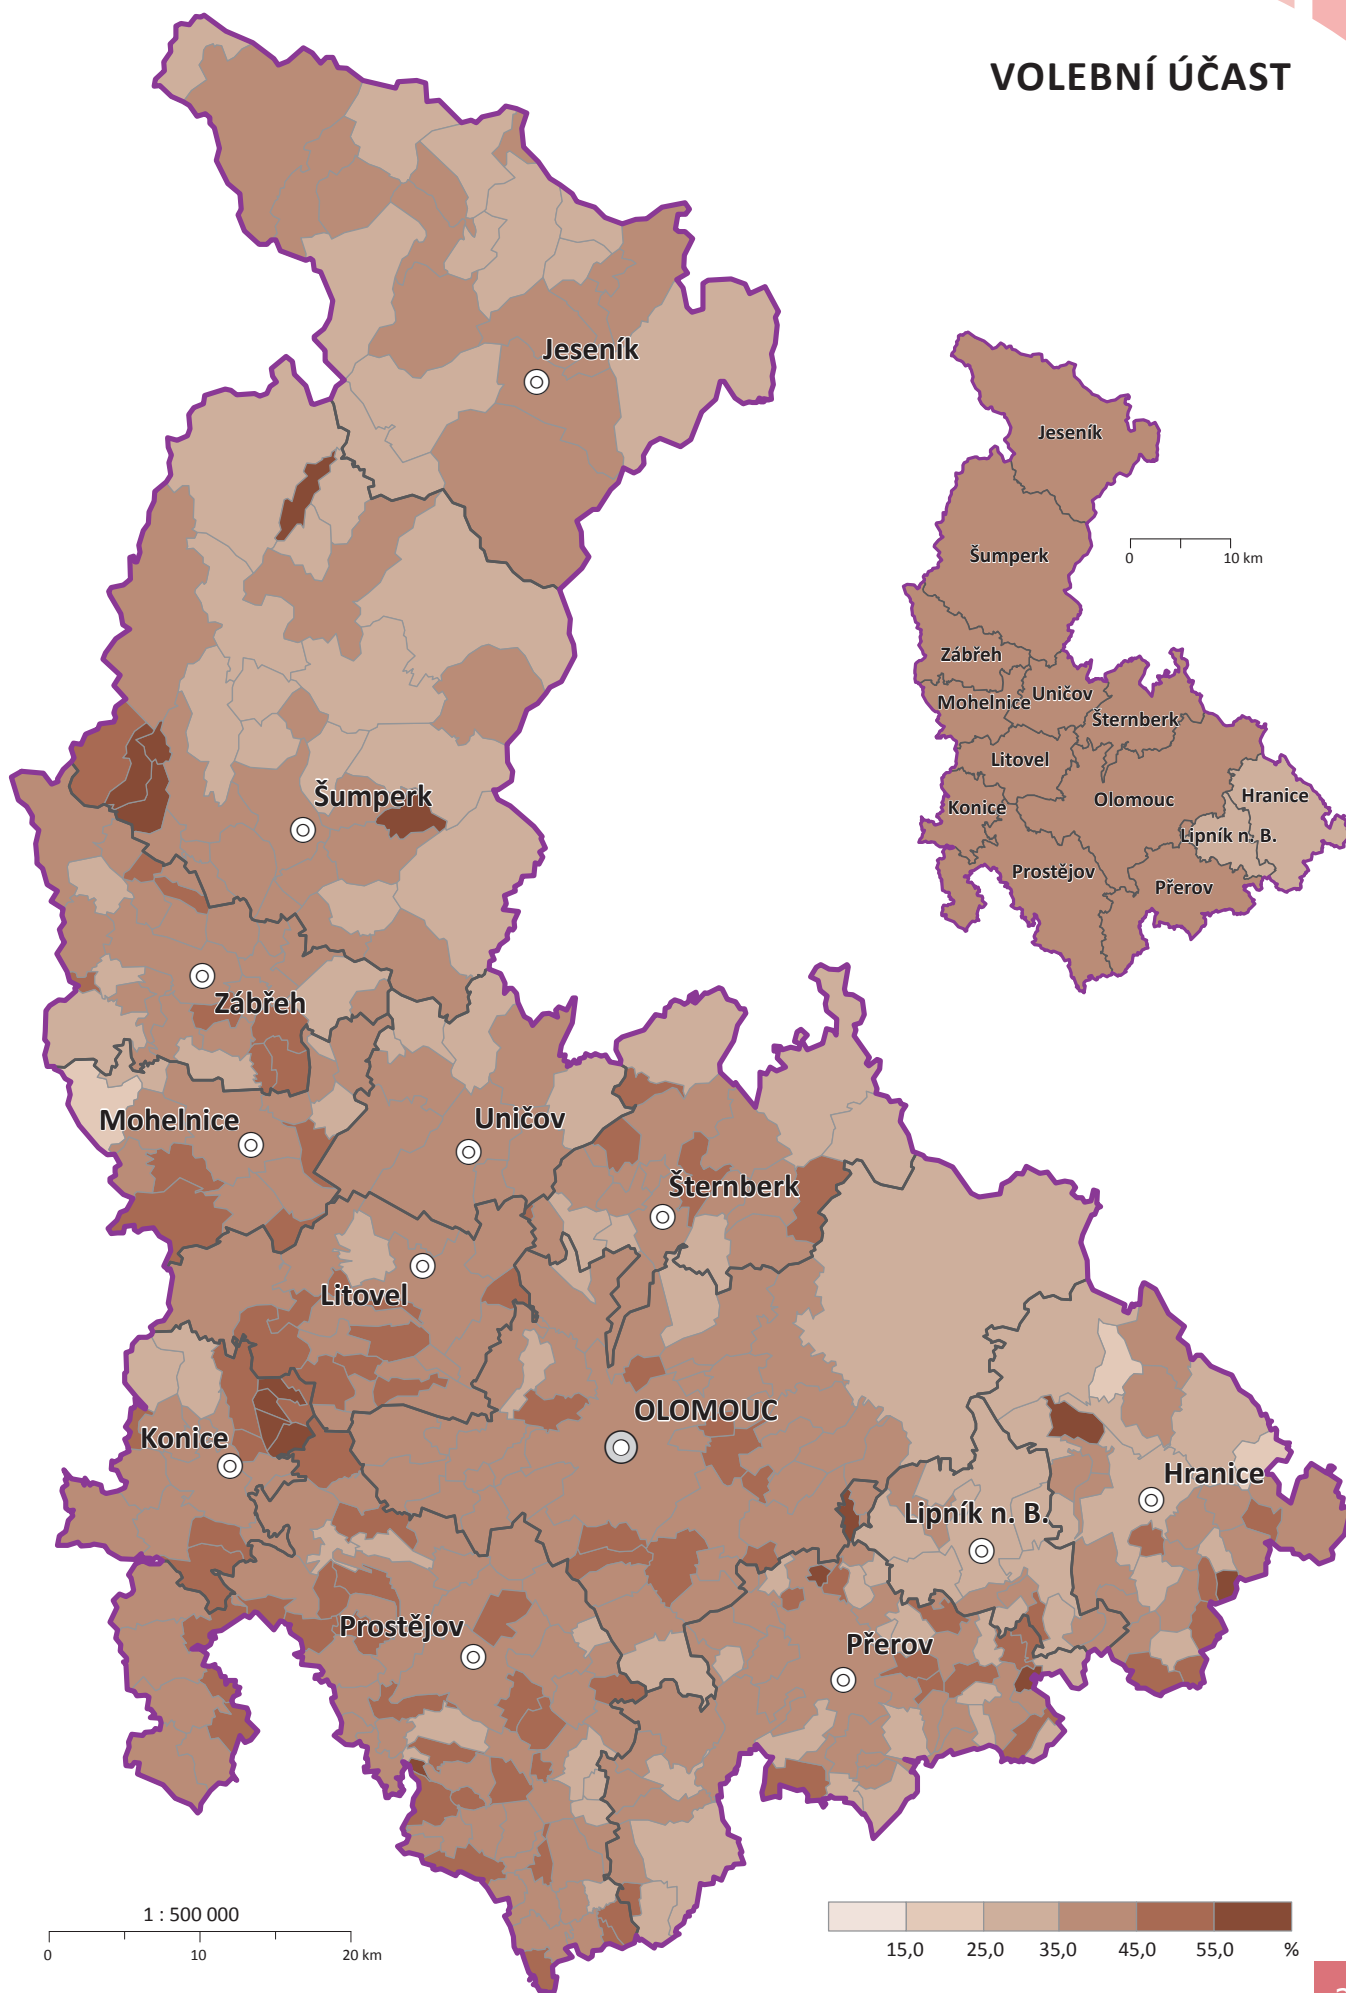 VOLEBNÍ ÚČAST
Jeseník
Šumperk
Zábřeh
Mohelnice
Uničov
Šternberk
Litovel
OLOMOUC
Konice
Hranice
Lipník n. B.
Prostějov
Přerov
Jeseník
Šumperk
0 10 km
Zábřeh
Uničov
Mohelnice
Šternberk
Litovel
Hranice
Olomouc
Konice
Lipník n. B.
Prostějov
Přerov
1 : 500 000
0 10 20 km
15,0 25,0 35,0 45,0 55,0 %